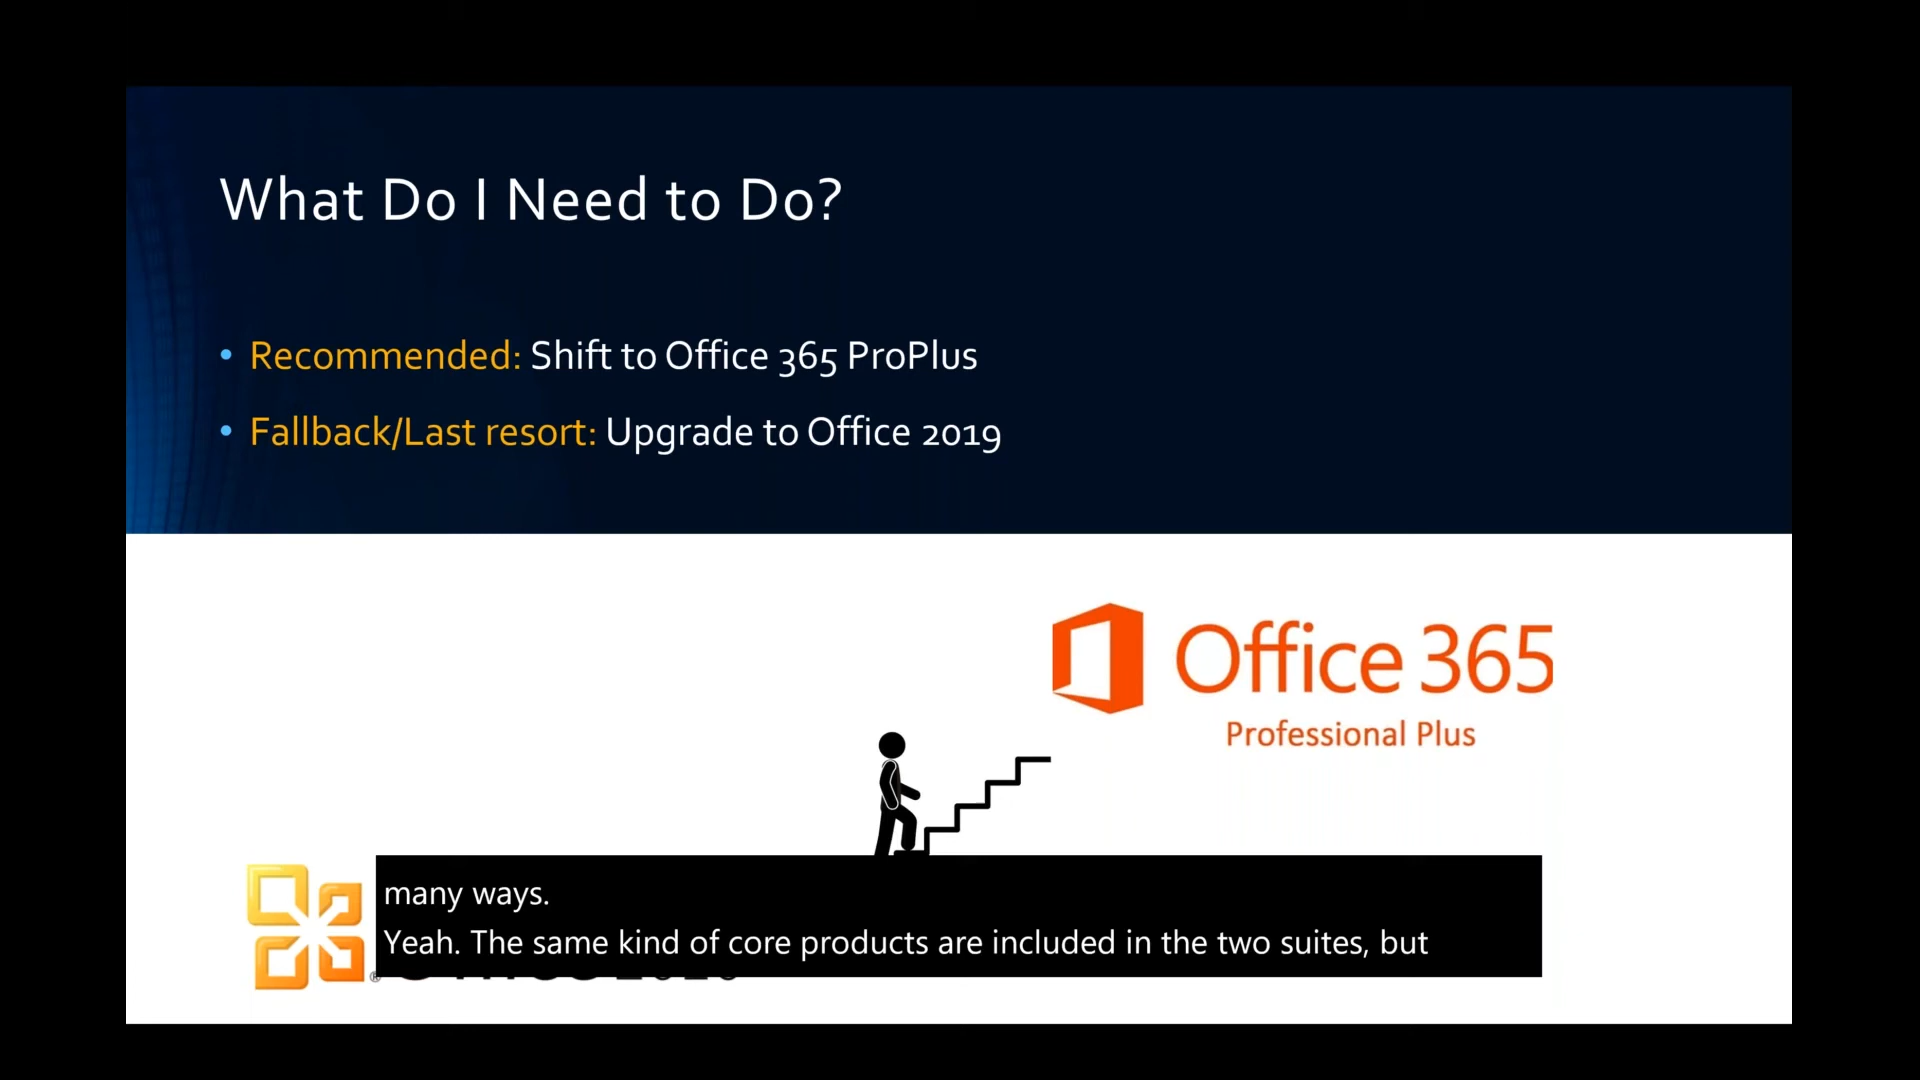 What Do I Need to Do?
• Recommended: Shift to Office 365 ProPlus
• Fallback/Last resort: Upgrade to Office 2019
Office 365
Professional Plus
many ways.
Yeah. The same kind of core products are included in the two suites, but
®